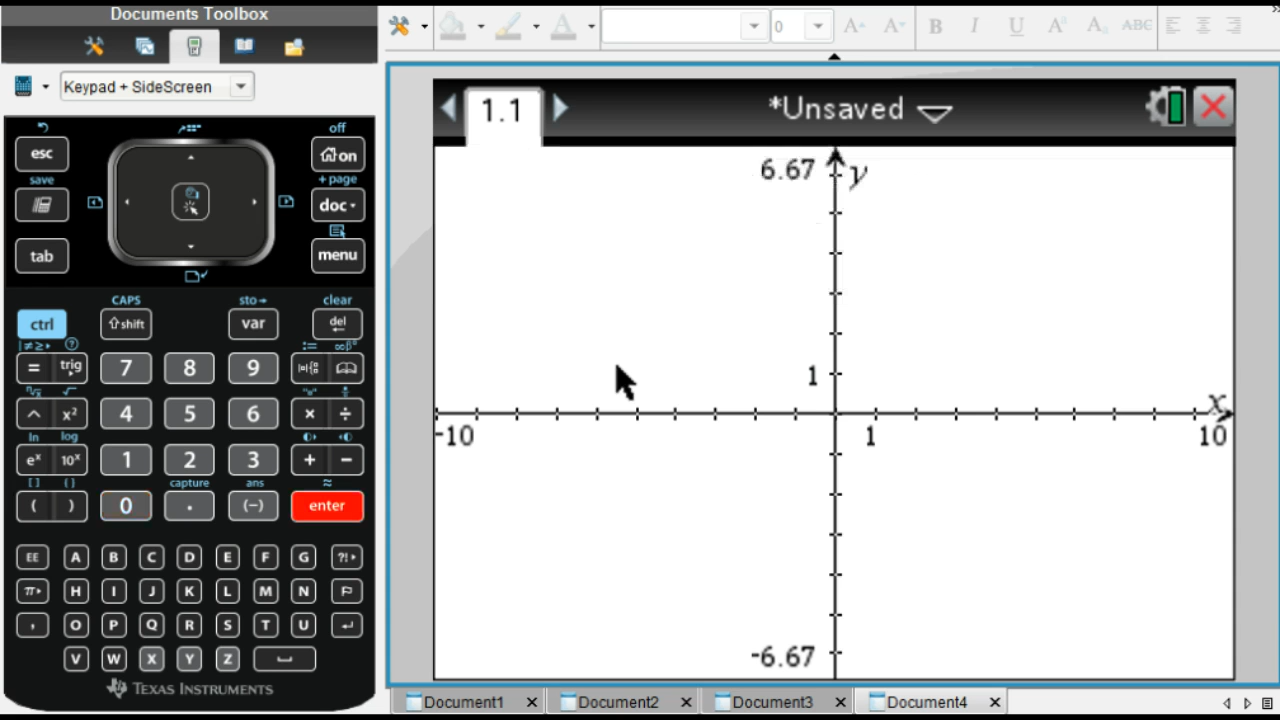 Documents Toolbox
Keypad + SideScreen
off
esc
on
save
+ page
doc
tab
menu
CAPS
sto→
clear
ctrl
⇧shift
var
del
|≠≥▸
:= ∞β°
= trig
7
8
9
^ x²
4
5
6
× ÷
ln log
eˣ 10ˣ
1
2
3
+ −
[ ] { }
capture
ans
≈
( )
0
.
(−)
enter
EE A B C D E F G ?!▸
π▸ H I J K L M N
, O P Q R S T U
V W X Y Z
TEXAS INSTRUMENTS
0
A A B I U A A ABC
1.1
*Unsaved
6.67 y
1
x
-10 1 10
-6.67
Document1 Document2 Document3 Document4